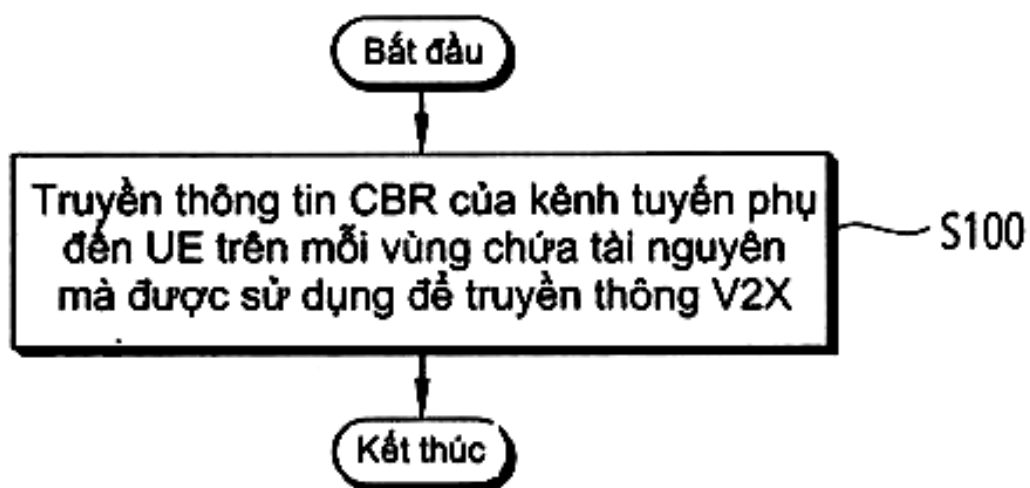 Bắt đầu
Truyền thông tin CBR của kênh tuyến phụ
đến UE trên mỗi vùng chứa tài nguyên
mà được sử dụng để truyền thông V2X
S100
Kết thúc